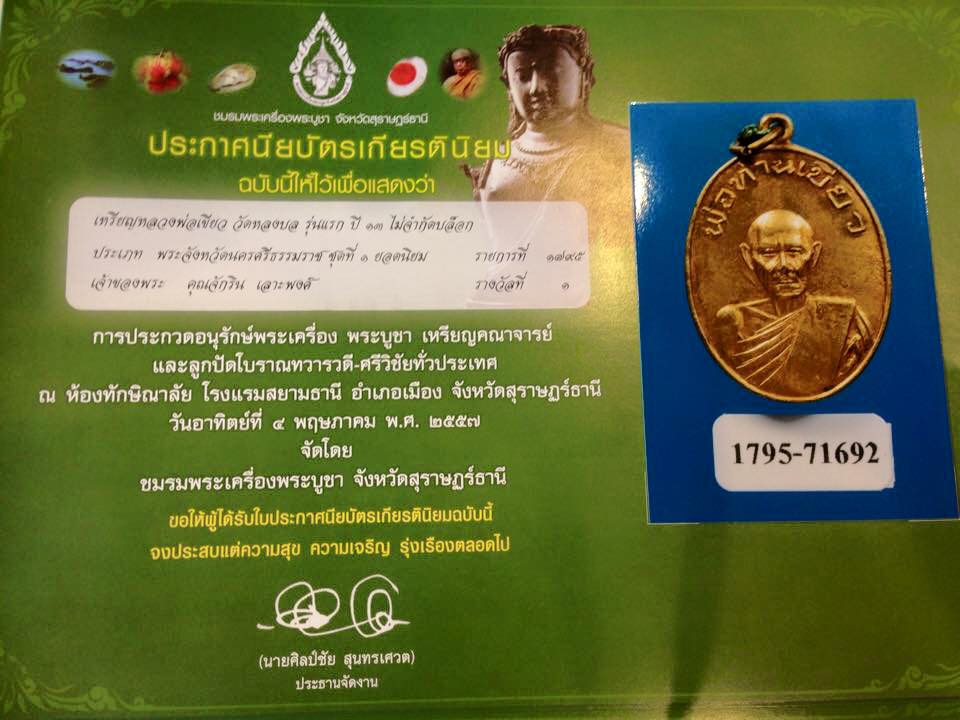 ชมรมพระเครื่องพระบูชา จังหวัดสุราษฎร์ธานี
ประกาศนียบัตรเกียรตินิยม
ฉบับนี้ให้ไว้เพื่อแสดงว่า
เหรียญหลวงพ่อเขียว วัดหลงบล รุ่นแรก ปี ๑๓ ไม่จำกัดบล๊อก
ประเภท พระจังหวัดนครศรีธรรมราช ชุดที่ ๑ ยอดนิยม รายการที่ ๑๗๙๕
เจ้าของพระ คุณจักริน เลาะพงศ์ รางวัลที่ ๑
การประกวดอนุรักษ์พระเครื่อง พระบูชา เหรียญคณาจารย์
และลูกปัดโบราณทวารวดี-ศรีวิชัยทั่วประเทศ
ณ ห้องทักษิณาลัย โรงแรมสยามธานี อำเภอเมือง จังหวัดสุราษฎร์ธานี
วันอาทิตย์ที่ ๔ พฤษภาคม พ.ศ. ๒๕๕๗
จัดโดย
ชมรมพระเครื่องพระบูชา จังหวัดสุราษฎร์ธานี
ขอให้ผู้ได้รับใบประกาศนียบัตรเกียรตินิยมฉบับนี้
จงประสบแต่ความสุข ความเจริญ รุ่งเรืองตลอดไป
(นายศิลป์ชัย สุนทรเศวต)
ประธานจัดงาน
พ่อท่านเขียว
1795-71692